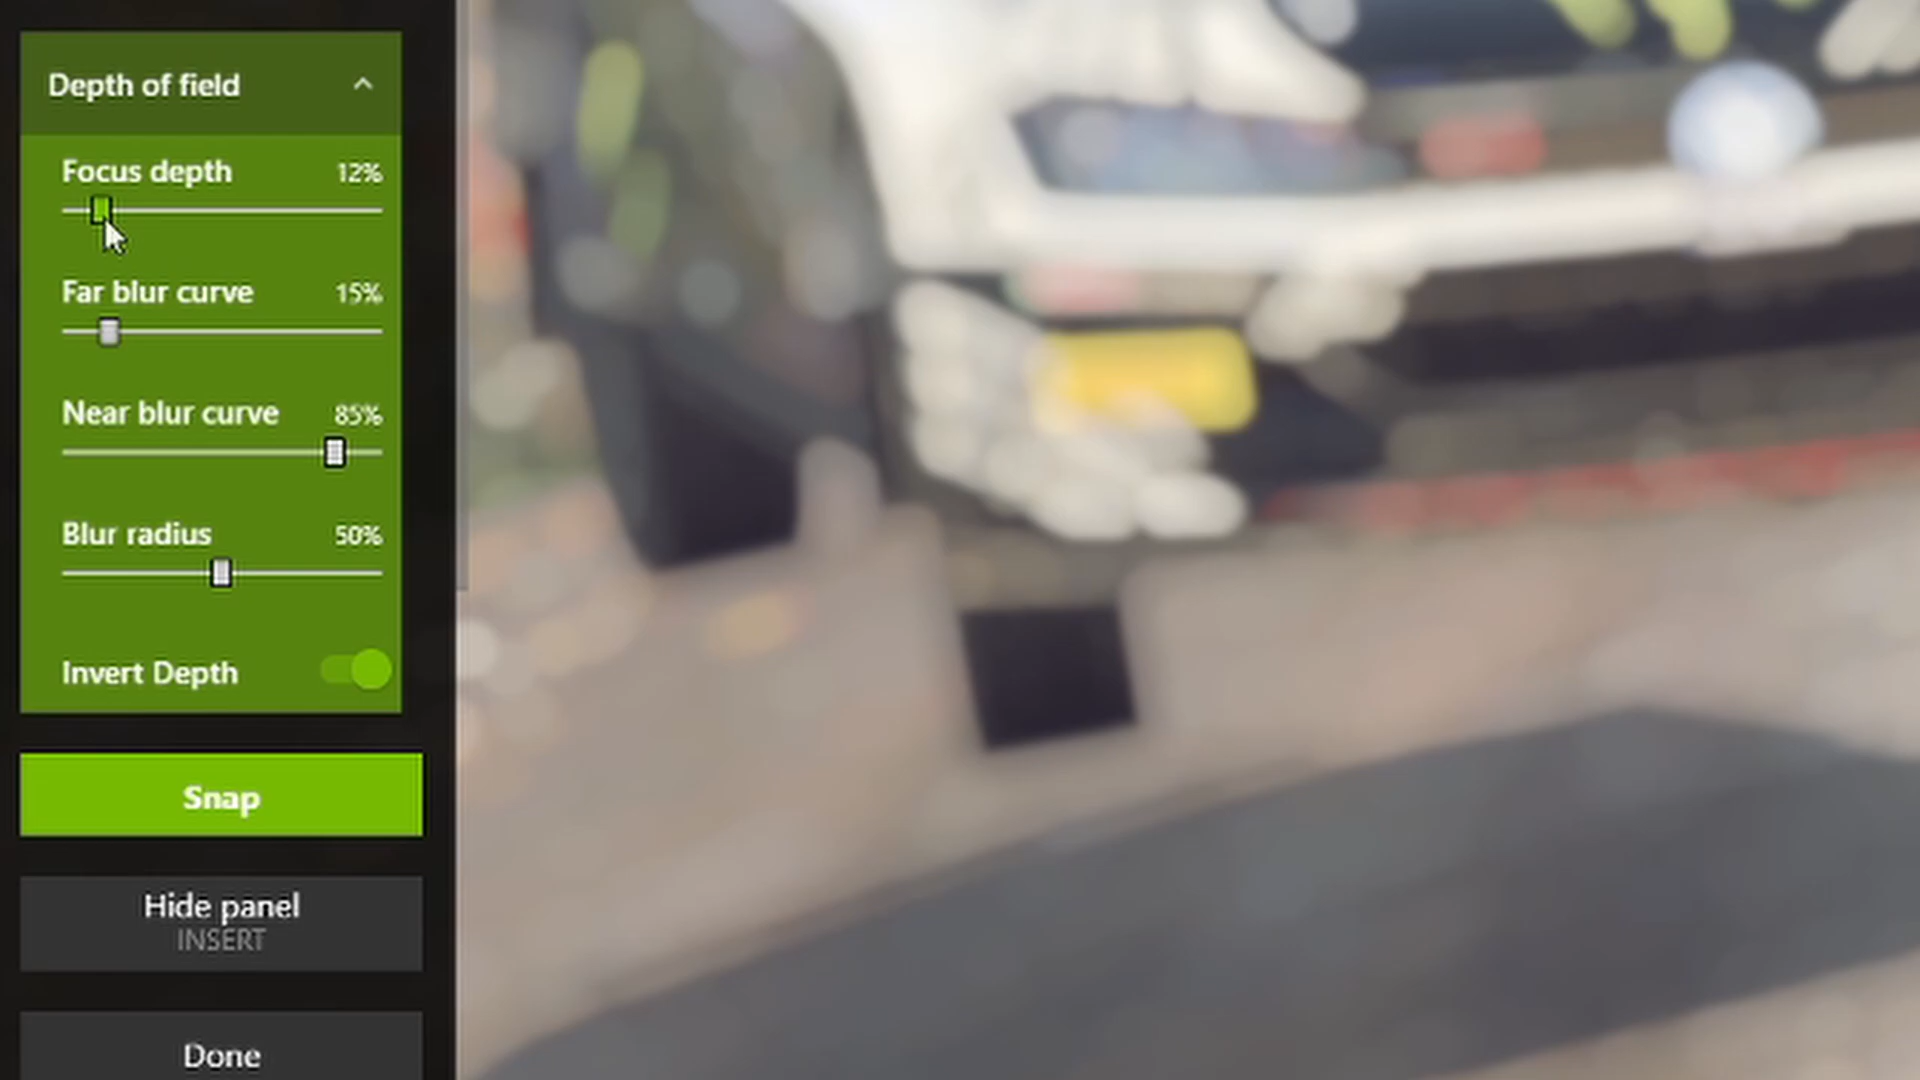 Depth of field
Focus depth 12%
Far blur curve 15%
Near blur curve 85%
Blur radius 50%
Invert Depth
Snap
Hide panel
INSERT
Done